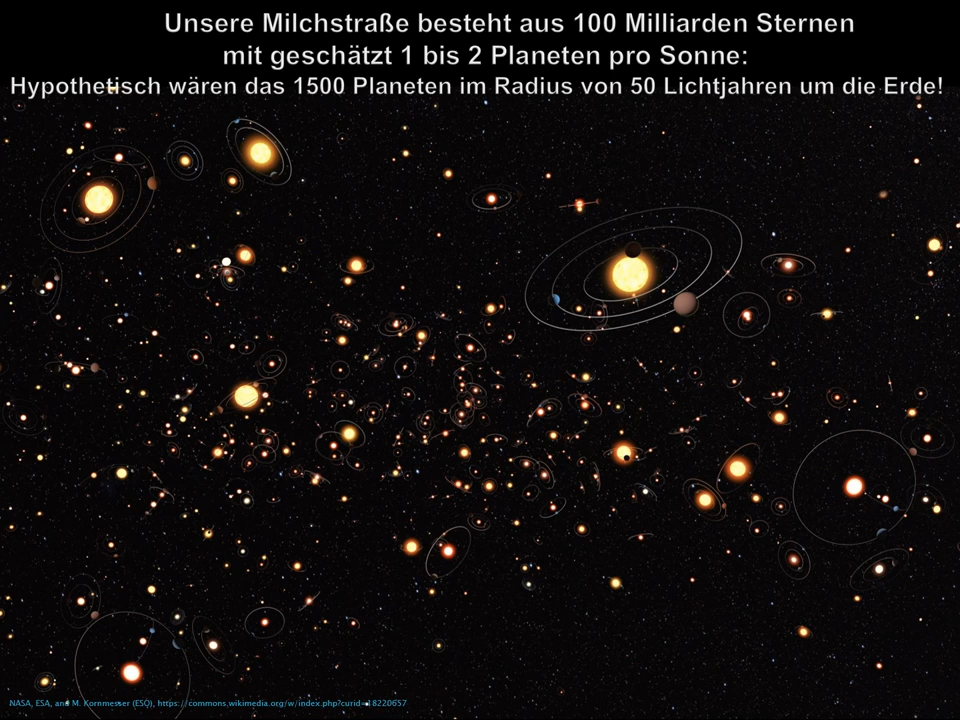 Unsere Milchstraße besteht aus 100 Milliarden Sternen
mit geschätzt 1 bis 2 Planeten pro Sonne:
Hypothetisch wären das 1500 Planeten im Radius von 50 Lichtjahren um die Erde!
NASA, ESA, and M. Kornmesser (ESO), https://commons.wikimedia.org/w/index.php?curid=18220657